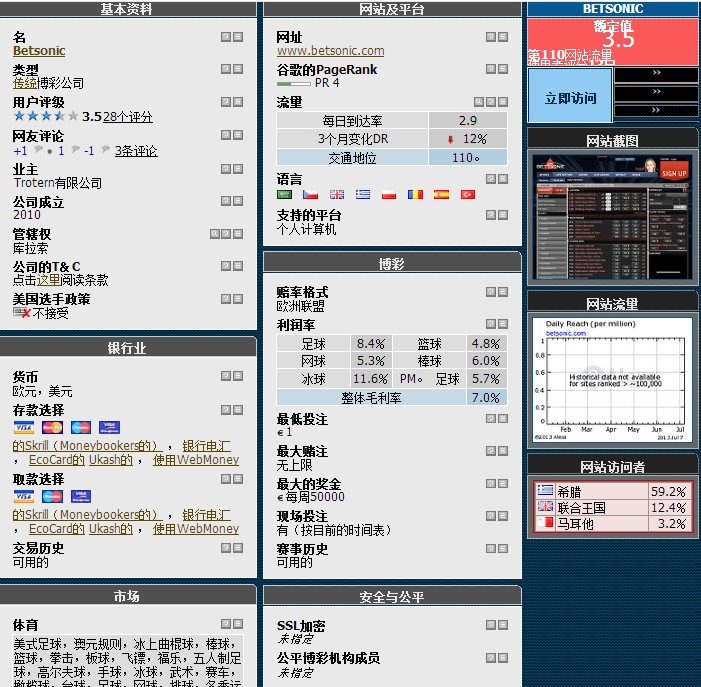 基本资料
名
Betsonic
类型
传统博彩公司
用户评级
3.5 28个评分
网友评论
+1 1 -1 3条评论
业主
Trotern有限公司
公司成立
2010
管辖权
库拉索
公司的T& C
点击这里阅读条款
美国选手政策
不接受
银行业
货币
欧元，美元
存款选择
VISA VISA
的Skrill（Moneybookers的） ， 银行电汇
， EcoCard的 Ukash的 ， 使用WebMoney
取款选择
VISA VISA
的Skrill（Moneybookers的） ， 银行电汇
， EcoCard的 Ukash的 ， 使用WebMoney
交易历史
可用的
市场
体育
美式足球，澳元规则，冰上曲棍球，棒球，
篮球，拳击，板球，飞镖，福乐，五人制足
球，高尔夫球，手球，冰球，武术，赛车，
网站及平台
网址
www.betsonic.com
谷歌的PageRank
PR 4
流量
每日到达率 2.9
3个月变化DR 12%
交通地位 110。
语言
支持的平台
个人计算机
博彩
赔率格式
欧洲联盟
利润率
足球 8.4% 篮球 4.8%
网球 5.3% 棒球 6.0%
冰球 11.6% PM。 足球 5.7%
整体毛利率 7.0%
最低投注
€ 1
最大赌注
无上限
最大的奖金
€ 每周50000
现场投注
有（按目前的时间表）
赛事历史
可用的
安全与公平
SSL加密
未指定
公平博彩机构成员
未指定
BETSONIC
额定值
3.5
第110网站流量
立即访问
››
››
››
网站截图
BETSONIC
SIGN UP
网站流量
Daily Reach (per million)
betsonic.com
1
0.8
0.6
0.4
0.2
0
Historical data not available
for sites ranked > ~100,000
Feb Mar Apr May Jun Jul
©2013 Alexa 2013 Jul 7
网站访问者
希腊 59.2%
联合王国 12.4%
马耳他 3.2%